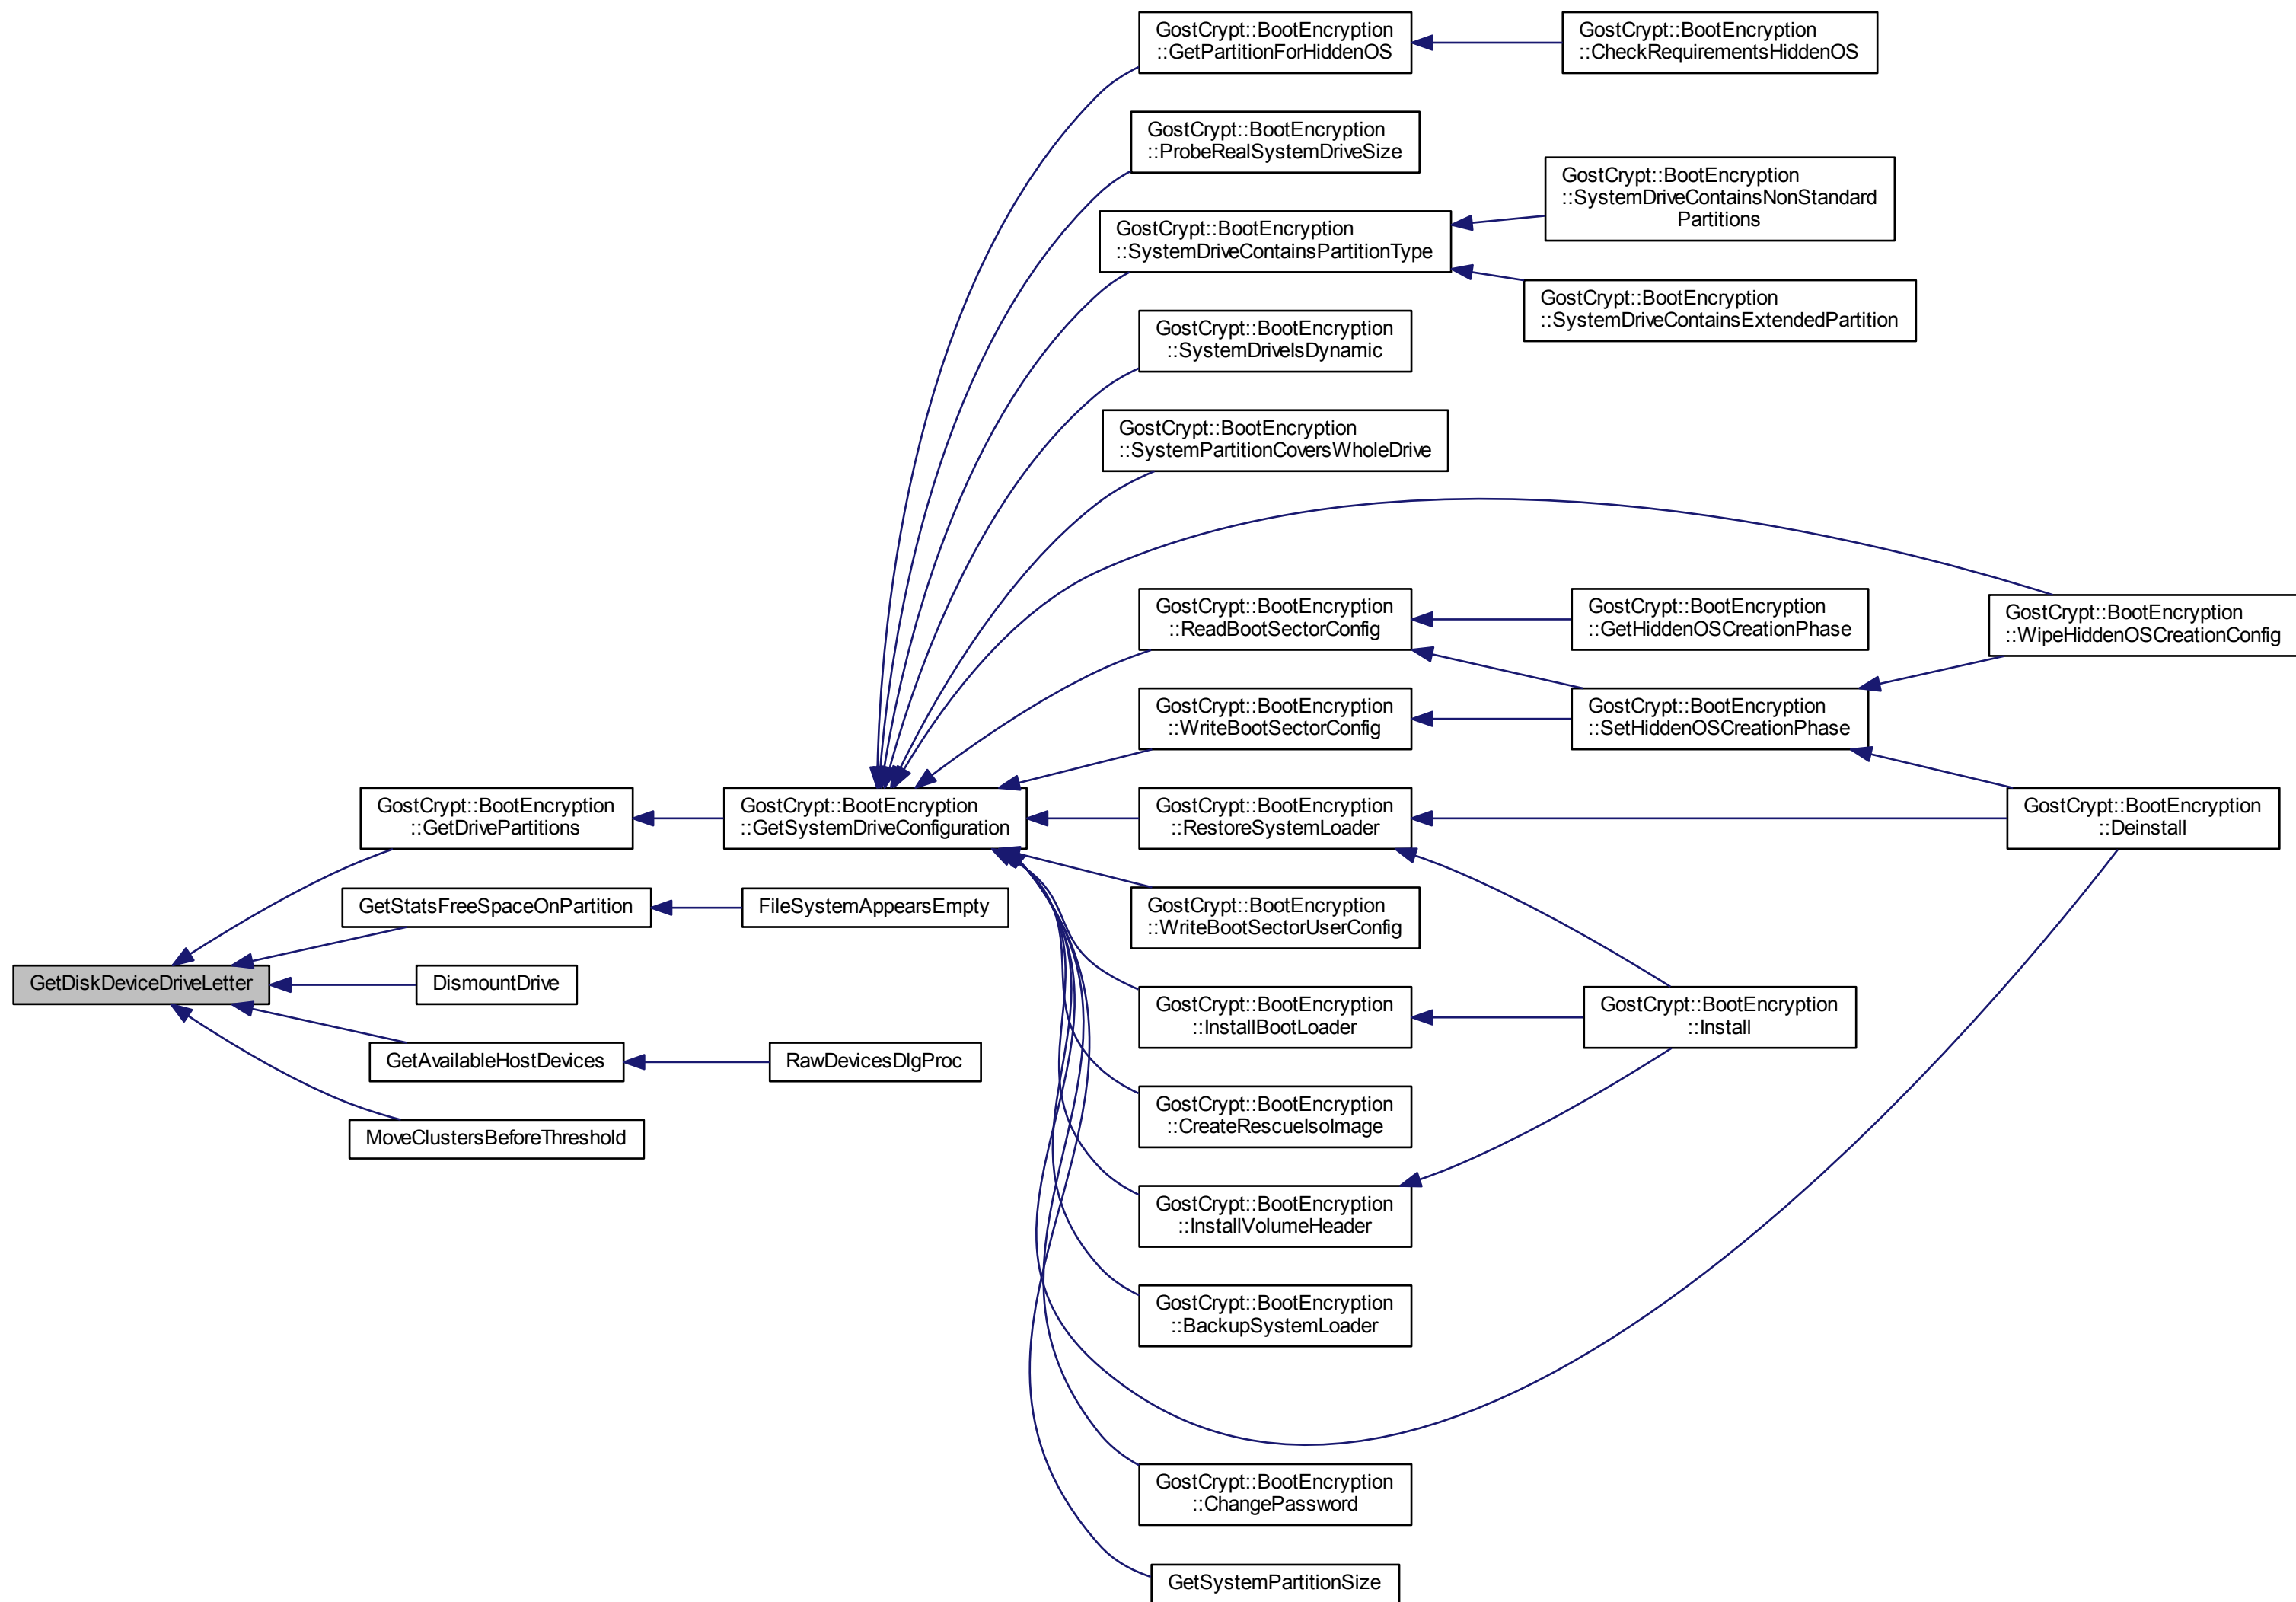 GostCrypt::BootEncryption
::GetPartitionForHiddenOS
GostCrypt::BootEncryption
::CheckRequirementsHiddenOS
GostCrypt::BootEncryption
::ProbeRealSystemDriveSize
GostCrypt::BootEncryption
::SystemDriveContainsNonStandard
Partitions
GostCrypt::BootEncryption
::SystemDriveContainsPartitionType
GostCrypt::BootEncryption
::SystemDriveContainsExtendedPartition
GostCrypt::BootEncryption
::SystemDriveIsDynamic
GostCrypt::BootEncryption
::SystemPartitionCoversWholeDrive
GostCrypt::BootEncryption
::ReadBootSectorConfig
GostCrypt::BootEncryption
::GetHiddenOSCreationPhase
GostCrypt::BootEncryption
::WipeHiddenOSCreationConfig
GostCrypt::BootEncryption
::WriteBootSectorConfig
GostCrypt::BootEncryption
::SetHiddenOSCreationPhase
GostCrypt::BootEncryption
::GetDrivePartitions
GostCrypt::BootEncryption
::GetSystemDriveConfiguration
GostCrypt::BootEncryption
::RestoreSystemLoader
GostCrypt::BootEncryption
::Deinstall
GetStatsFreeSpaceOnPartition
FileSystemAppearsEmpty
GostCrypt::BootEncryption
::WriteBootSectorUserConfig
GetDiskDeviceDriveLetter
DismountDrive
GostCrypt::BootEncryption
::InstallBootLoader
GostCrypt::BootEncryption
::Install
GetAvailableHostDevices
RawDevicesDlgProc
GostCrypt::BootEncryption
::CreateRescueIsoImage
MoveClustersBeforeThreshold
GostCrypt::BootEncryption
::InstallVolumeHeader
GostCrypt::BootEncryption
::BackupSystemLoader
GostCrypt::BootEncryption
::ChangePassword
GetSystemPartitionSize